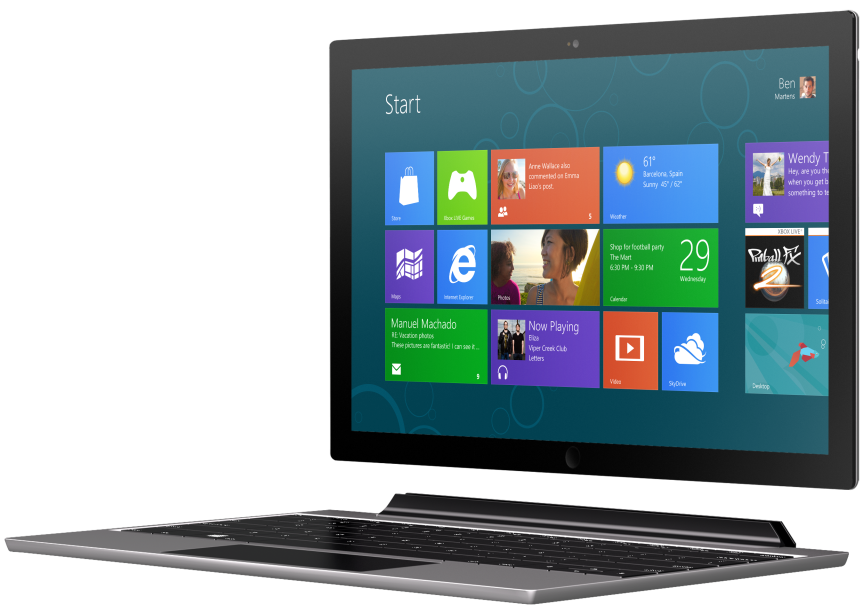 Start
Ben
Martens
Store
Xbox LIVE Games
Anne Wallace also
commented on Emma
Liao's post.
5
61°
Barcelona, Spain
Sunny 45° / 62°
Weather
Wendy T
Hey, are you th
when you get b
something to te
Maps
Internet Explorer
Photos
Shop for football party
The Mart
6:30 PM - 9:30 PM
29
Wednesday
Calendar
XBOX LIVE
Pinball FX
2
Solita
Manuel Machado
RE: Vacation photos
These pictures are fantastic! I can see it ...
9
Now Playing
Eliza
Viper Creek Club
Letters
Video
SkyDrive
Desktop